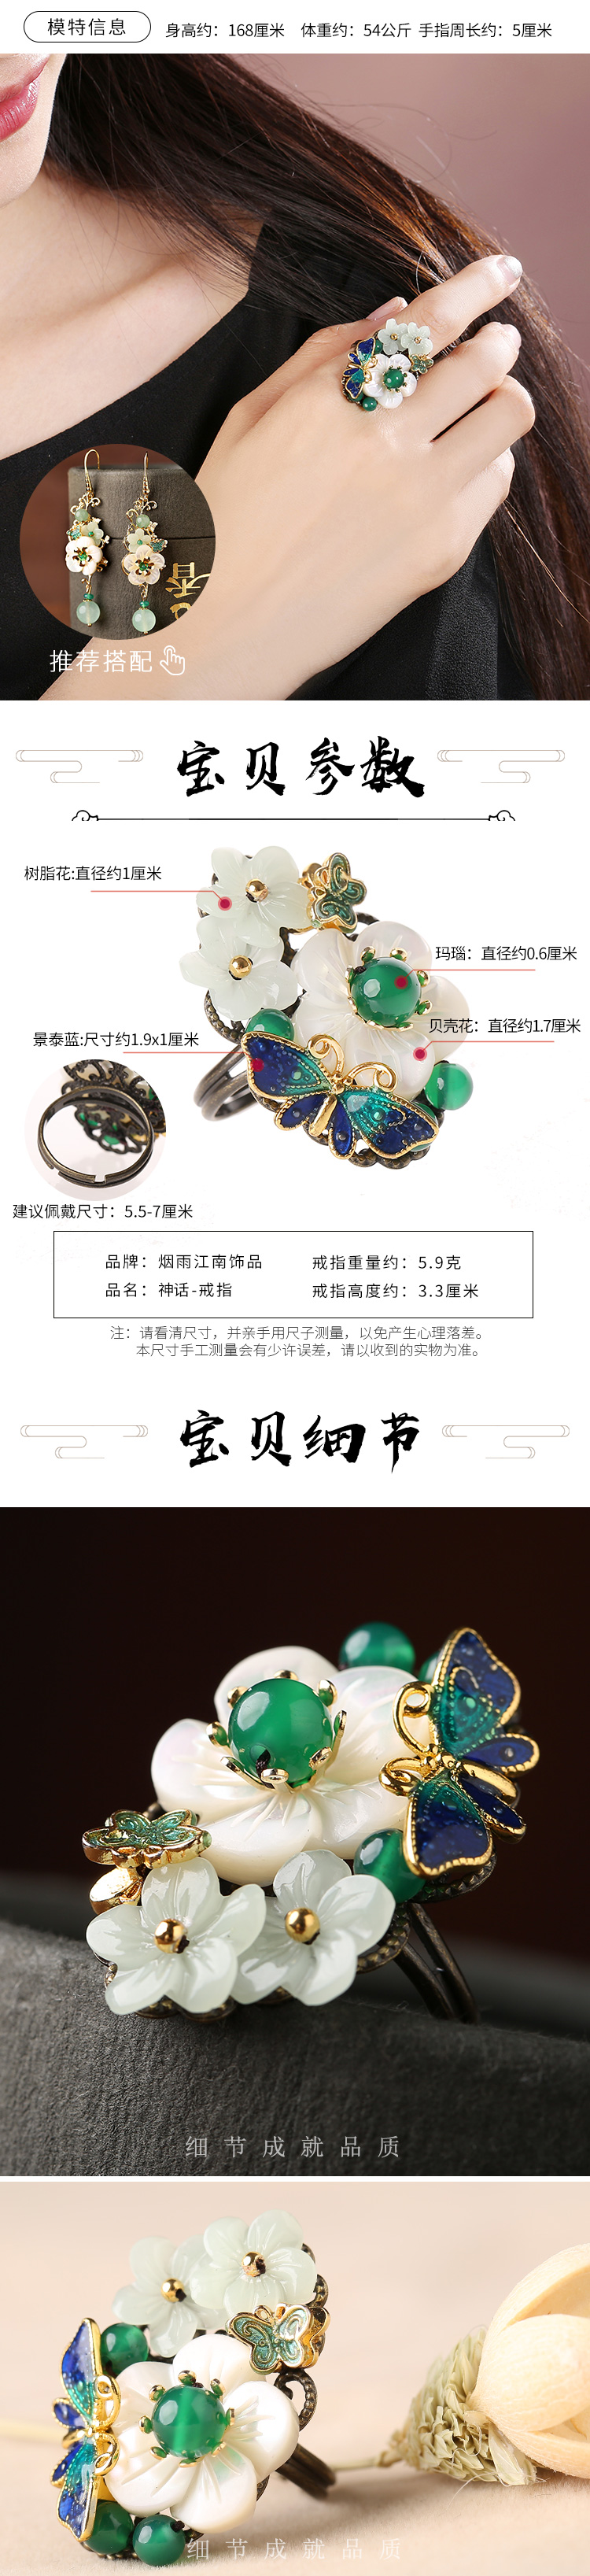 模特信息 身高约：168厘米 体重约：54公斤 手指周长约：5厘米
香
推荐搭配
宝贝参数
树脂花:直径约1厘米
玛瑙：直径约0.6厘米
贝壳花：直径约1.7厘米
景泰蓝:尺寸约1.9x1厘米
建议佩戴尺寸：5.5-7厘米
品牌：烟雨江南饰品 戒指重量约：5.9克
品名：神话-戒指 戒指高度约：3.3厘米
注：请看清尺寸，并亲手用尺子测量，以免产生心理落差。
本尺寸手工测量会有少许误差，请以收到的实物为准。
宝贝细节
细节成就品质
细节成就品质